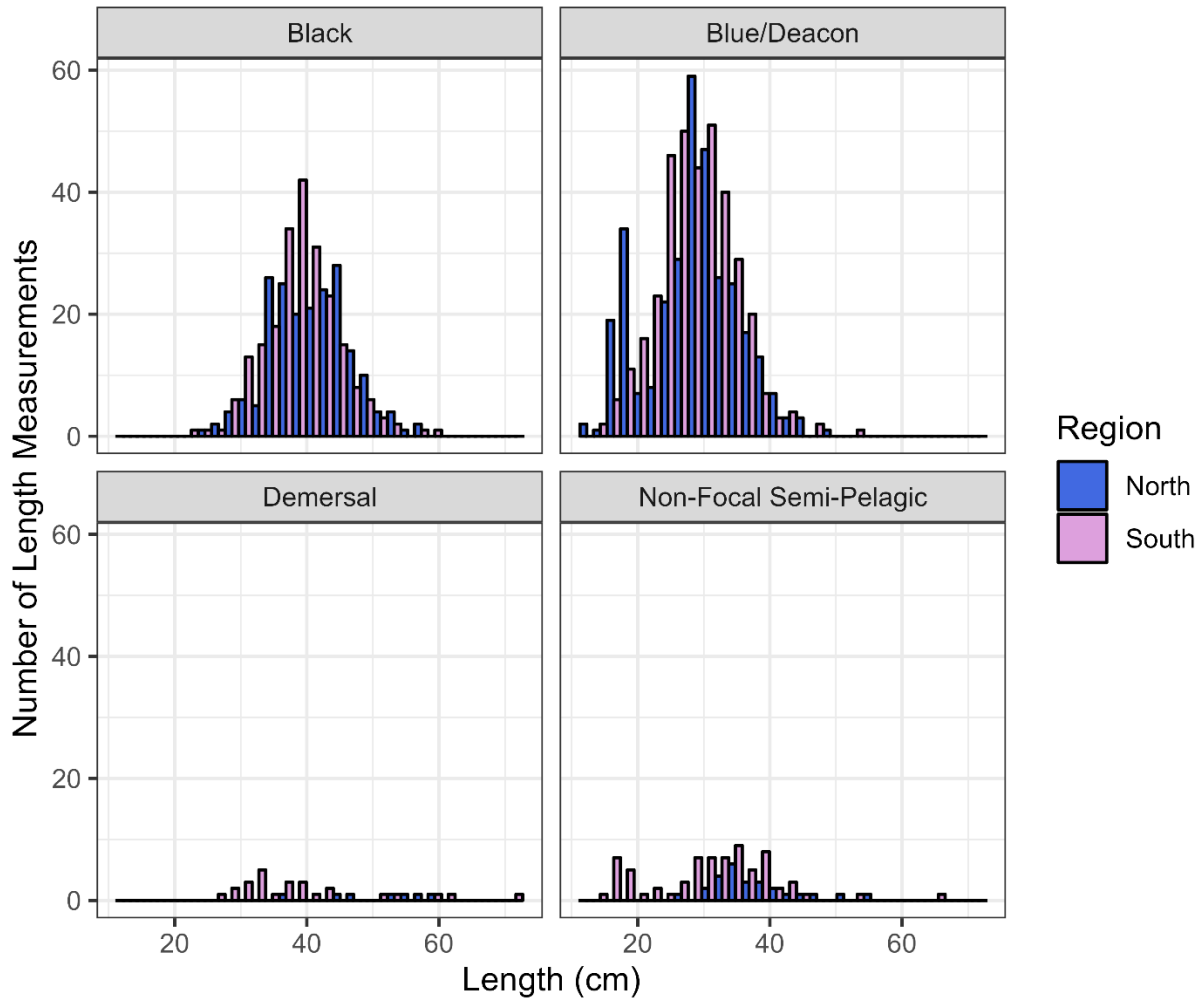 Black
Blue/Deacon
60
40
20
0
Demersal
Non-Focal Semi-Pelagic
60
40
20
0
20 40 60
20 40 60
Length (cm)
Number of Length Measurements
Region
North
South